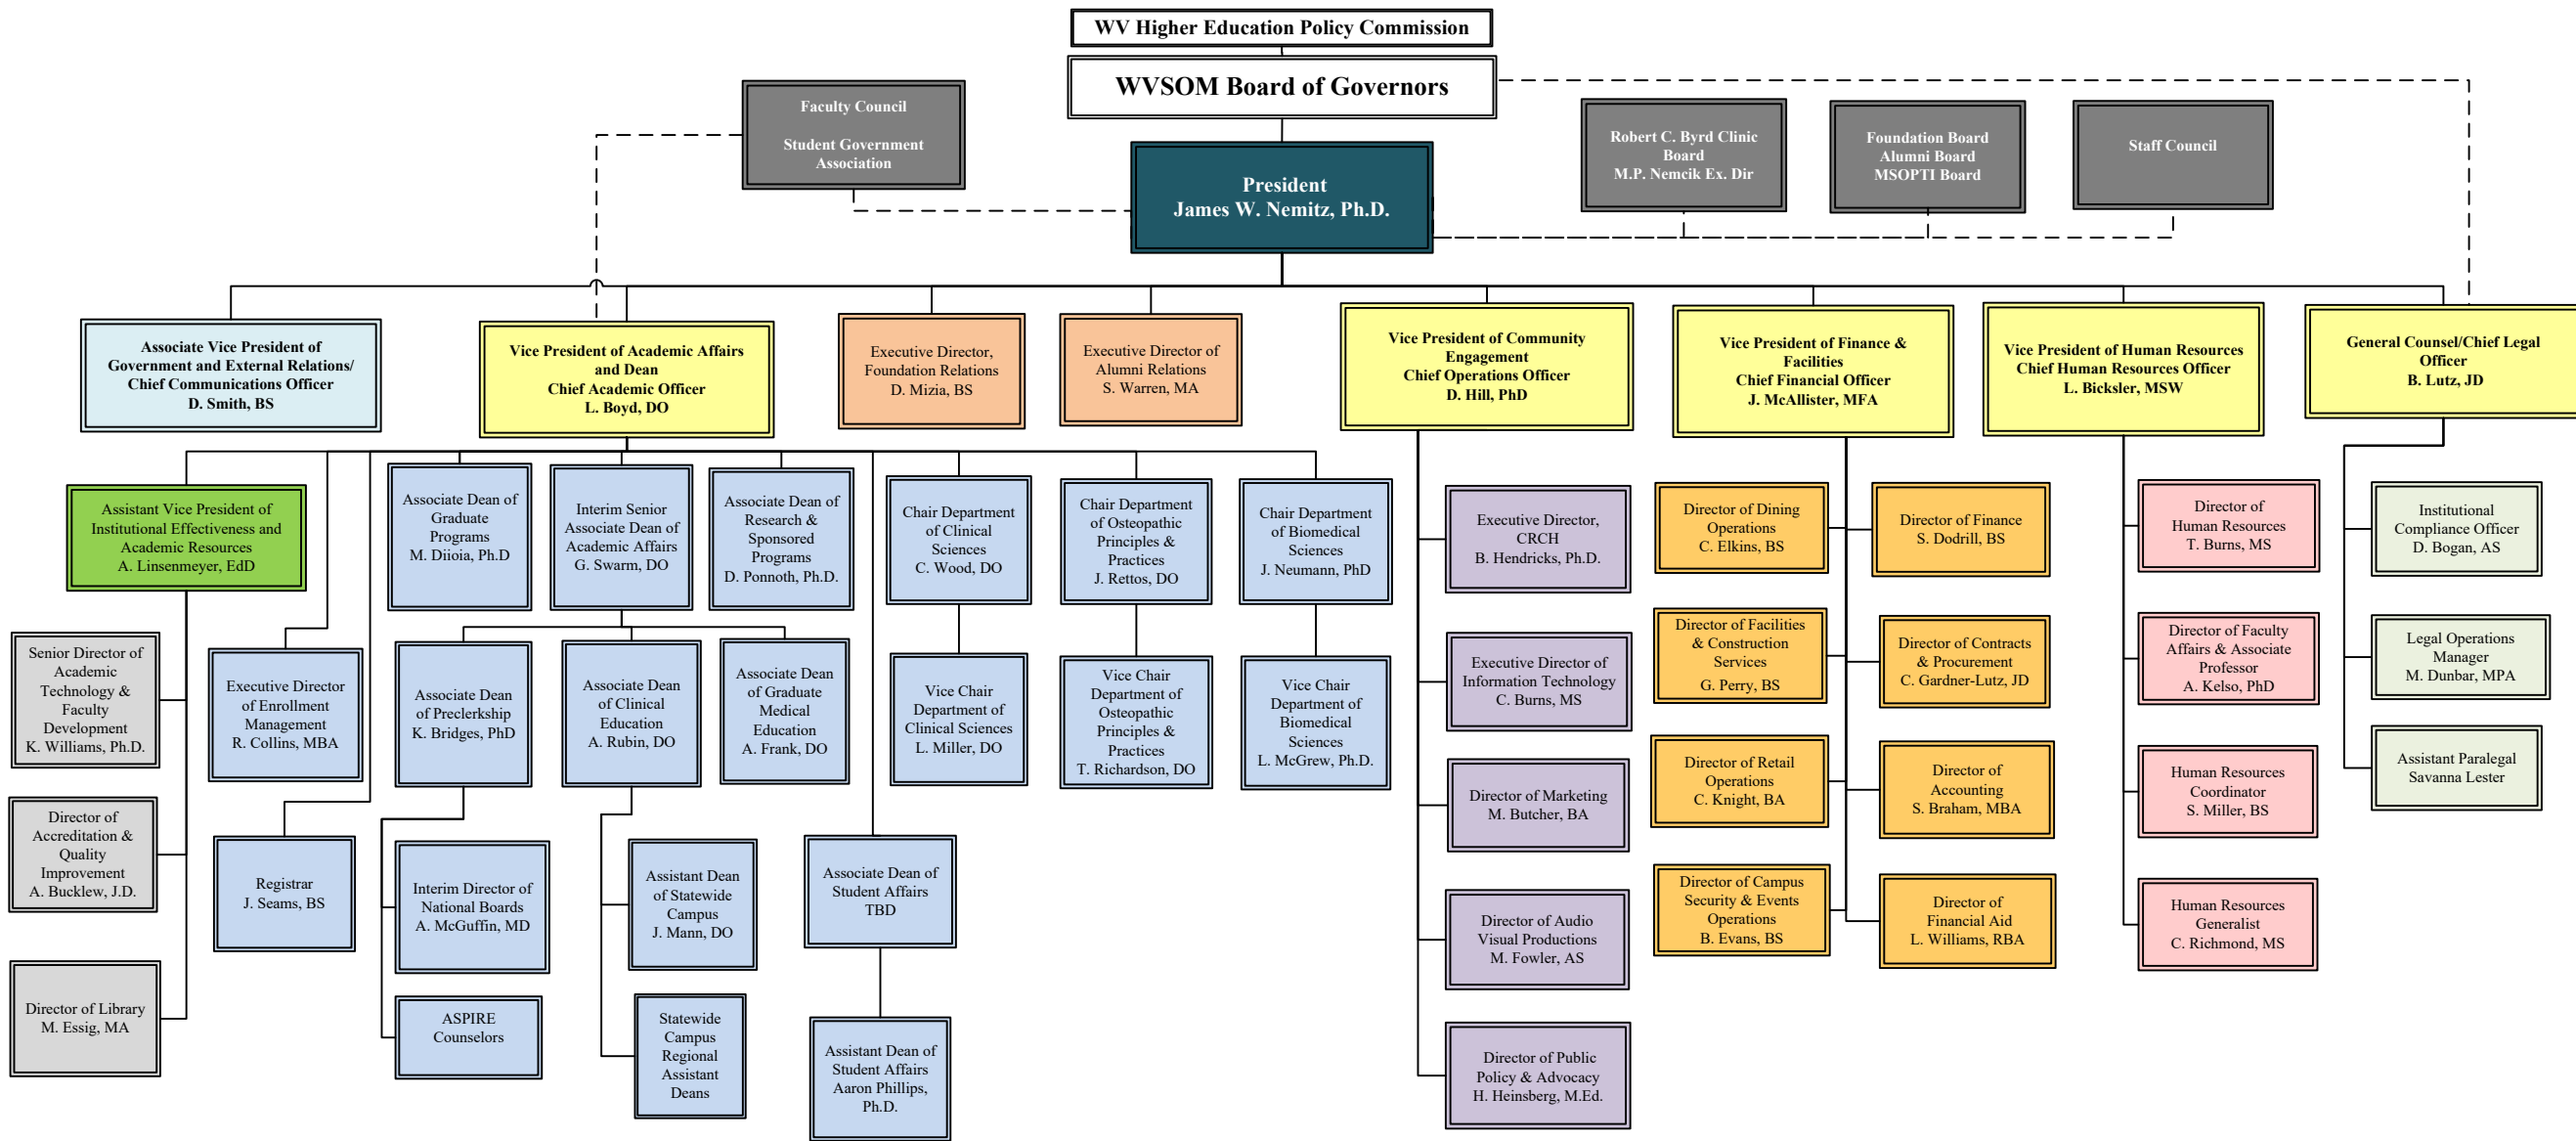 WV Higher Education Policy Commission
WVSOM Board of Governors
Faculty Council
Student Government
Association
President
James W. Nemitz, Ph.D.
Robert C. Byrd Clinic
Board
M.P. Nemcik Ex. Dir
Foundation Board
Alumni Board
MSOPTI Board
Staff Council
Associate Vice President of
Government and External Relations/
Chief Communications Officer
D. Smith, BS
Vice President of Academic Affairs
and Dean
Chief Academic Officer
L. Boyd, DO
Executive Director,
Foundation Relations
D. Mizia, BS
Executive Director of
Alumni Relations
S. Warren, MA
Vice President of Community
Engagement
Chief Operations Officer
D. Hill, PhD
Vice President of Finance &
Facilities
Chief Financial Officer
J. McAllister, MFA
Vice President of Human Resources
Chief Human Resources Officer
L. Bicksler, MSW
General Counsel/Chief Legal
Officer
B. Lutz, JD
Assistant Vice President of
Institutional Effectiveness and
Academic Resources
A. Linsenmeyer, EdD
Associate Dean of
Graduate
Programs
M. Diioia, Ph.D
Interim Senior
Associate Dean of
Academic Affairs
G. Swarm, DO
Associate Dean of
Research &
Sponsored
Programs
D. Ponnoth, Ph.D.
Chair Department
of Clinical
Sciences
C. Wood, DO
Chair Department
of Osteopathic
Principles &
Practices
J. Rettos, DO
Chair Department
of Biomedical
Sciences
J. Neumann, PhD
Executive Director,
CRCH
B. Hendricks, Ph.D.
Director of Dining
Operations
C. Elkins, BS
Director of Finance
S. Dodrill, BS
Director of
Human Resources
T. Burns, MS
Institutional
Compliance Officer
D. Bogan, AS
Senior Director of
Academic
Technology &
Faculty
Development
K. Williams, Ph.D.
Executive Director
of Enrollment
Management
R. Collins, MBA
Associate Dean
of Preclerkship
K. Bridges, PhD
Associate Dean
of Clinical
Education
A. Rubin, DO
Associate Dean
of Graduate
Medical
Education
A. Frank, DO
Vice Chair
Department of
Clinical Sciences
L. Miller, DO
Vice Chair
Department of
Osteopathic
Principles &
Practices
T. Richardson, DO
Vice Chair
Department of
Biomedical
Sciences
L. McGrew, Ph.D.
Executive Director of
Information Technology
C. Burns, MS
Director of Facilities
& Construction
Services
G. Perry, BS
Director of Contracts
& Procurement
C. Gardner-Lutz, JD
Director of Faculty
Affairs & Associate
Professor
A. Kelso, PhD
Legal Operations
Manager
M. Dunbar, MPA
Director of Marketing
M. Butcher, BA
Director of Retail
Operations
C. Knight, BA
Director of
Accounting
S. Braham, MBA
Human Resources
Coordinator
S. Miller, BS
Assistant Paralegal
Savanna Lester
Director of
Accreditation &
Quality
Improvement
A. Bucklew, J.D.
Registrar
J. Seams, BS
Interim Director of
National Boards
A. McGuffin, MD
Assistant Dean
of Statewide
Campus
J. Mann, DO
Associate Dean of
Student Affairs
TBD
Director of Audio
Visual Productions
M. Fowler, AS
Director of Campus
Security & Events
Operations
B. Evans, BS
Director of
Financial Aid
L. Williams, RBA
Human Resources
Generalist
C. Richmond, MS
Director of Library
M. Essig, MA
ASPIRE
Counselors
Statewide
Campus
Regional
Assistant
Deans
Assistant Dean of
Student Affairs
Aaron Phillips,
Ph.D.
Director of Public
Policy & Advocacy
H. Heinsberg, M.Ed.